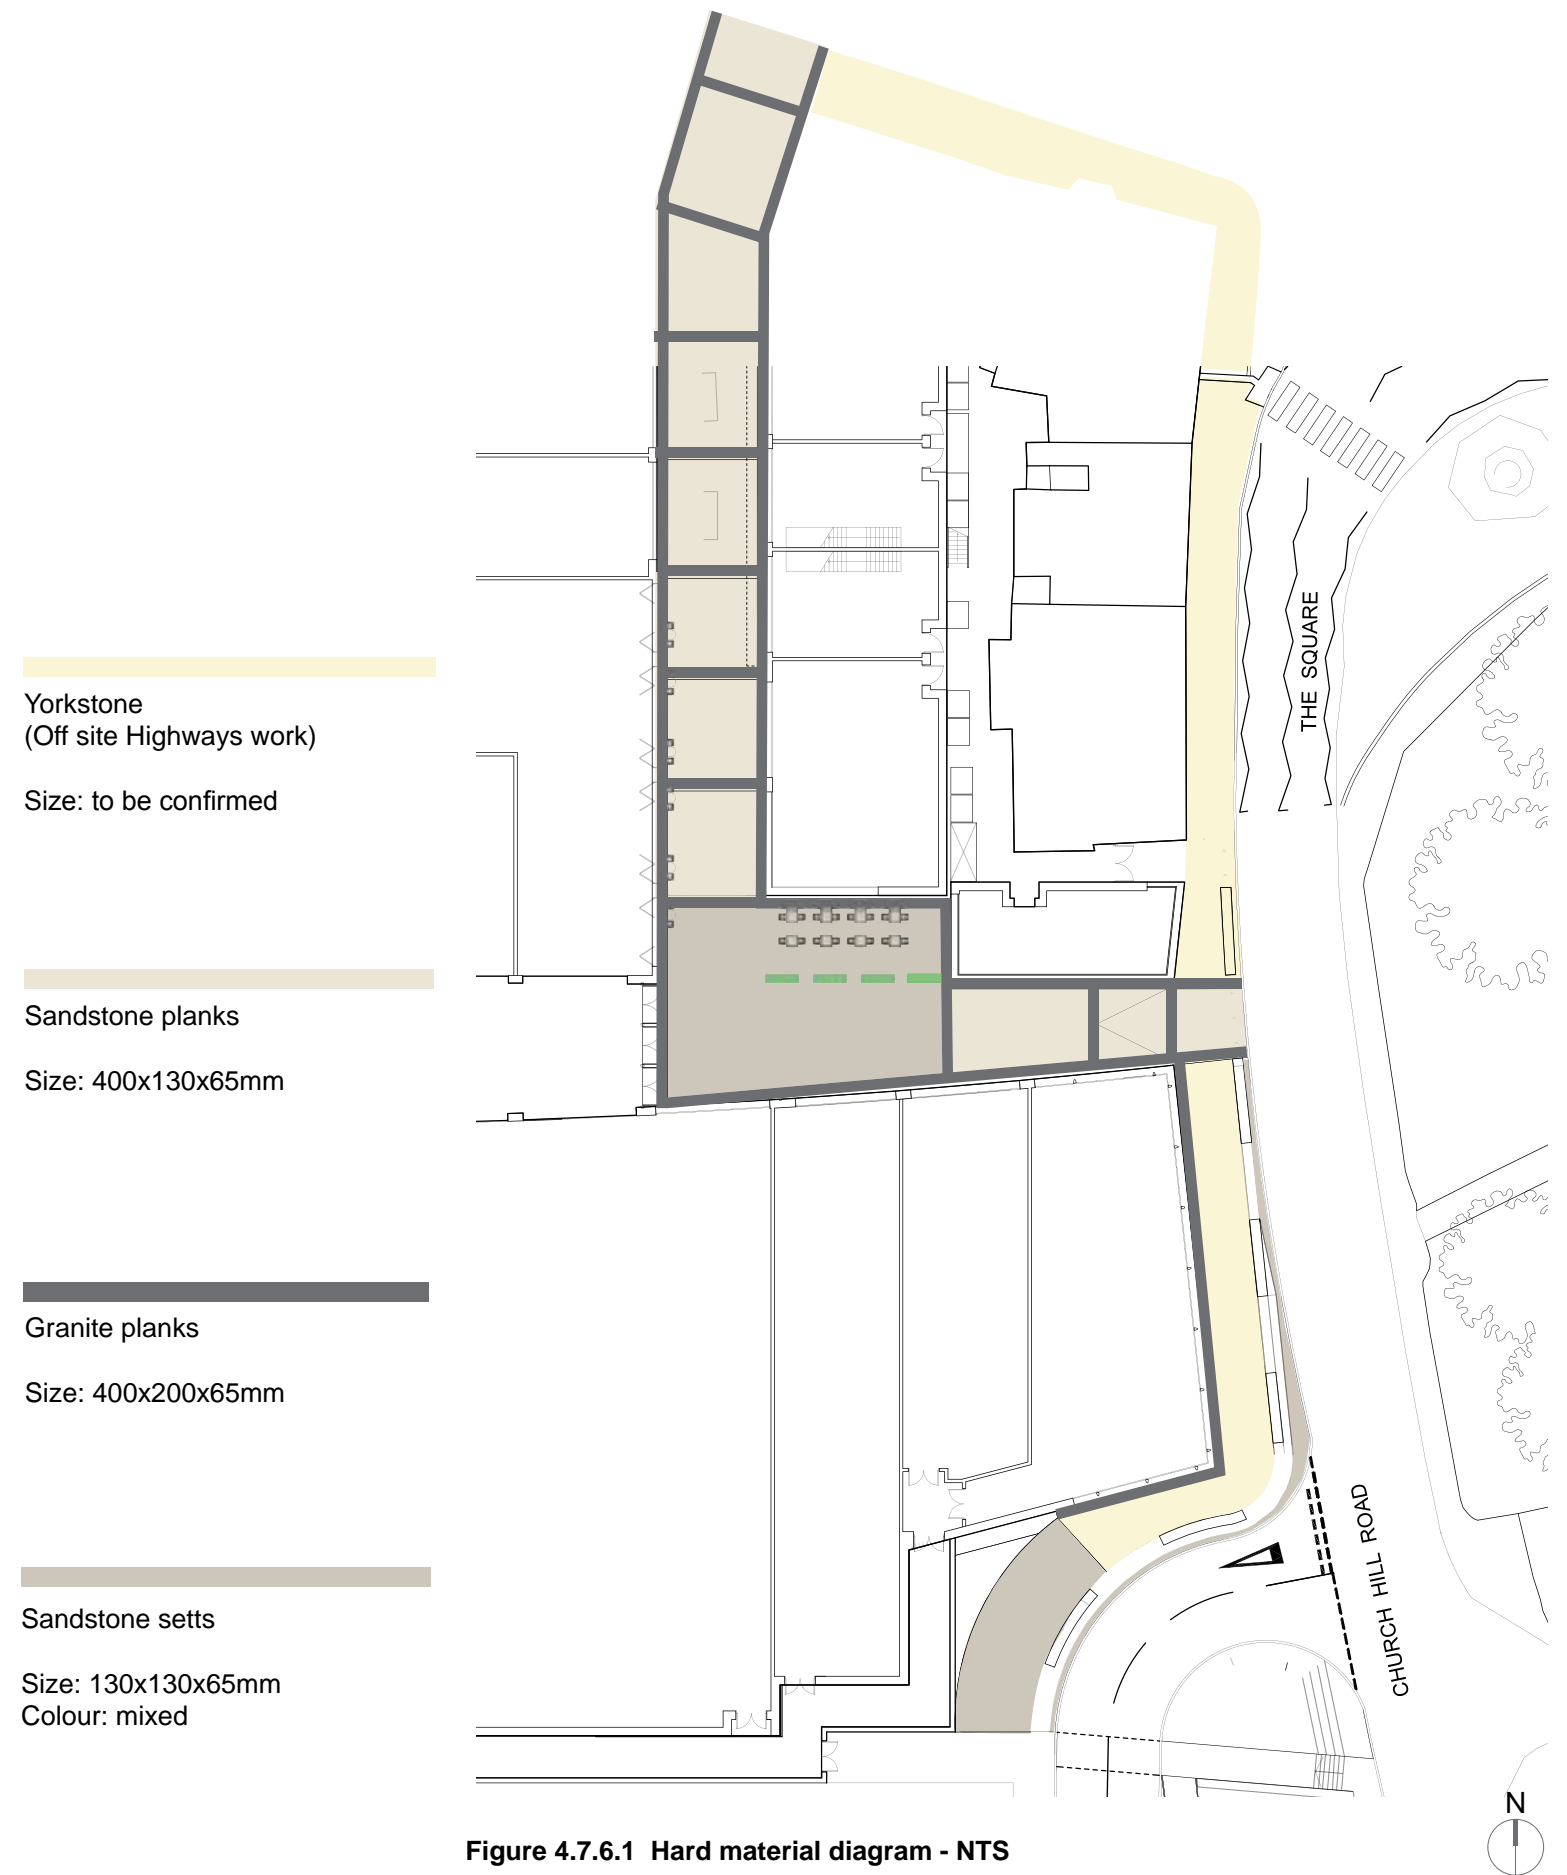 Yorkstone
(Off site Highways work)
Size: to be confirmed
Sandstone planks
Size: 400x130x65mm
Granite planks
Size: 400x200x65mm
Sandstone setts
Size: 130x130x65mm
Colour: mixed
THE SQUARE
CHURCH HILL ROAD
N
Figure 4.7.6.1 Hard material diagram - NTS